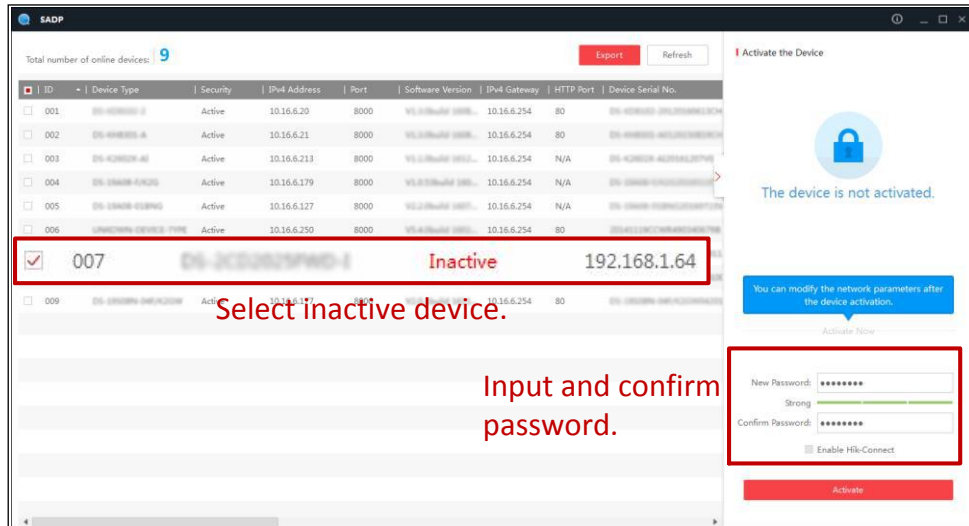 SADP
Total number of online devices: 9
Export
Refresh
ID Device Type Security IPv4 Address Port Software Version IPv4 Gateway HTTP Port Device Serial No.
001 Active 10.16.6.20 8000 10.16.6.254 80
002 Active 10.16.6.21 8000 10.16.6.254 80
003 Active 10.16.6.213 8000 10.16.6.254 N/A
004 Active 10.16.6.179 8000 10.16.6.254 N/A
005 Active 10.16.6.127 8000 10.16.6.254 N/A
006 Active 10.16.6.250 8000 10.16.6.254 80
007 Inactive 192.168.1.64
009 8000 10.16.6.254 80
Select inactive device.
Input and confirm
password.
Activate the Device
The device is not activated.
You can modify the network parameters after
the device activation.
Activate Now
New Password: ●●●●●●●●
Strong
Confirm Password: ●●●●●●●●
Enable Hik-Connect
Activate